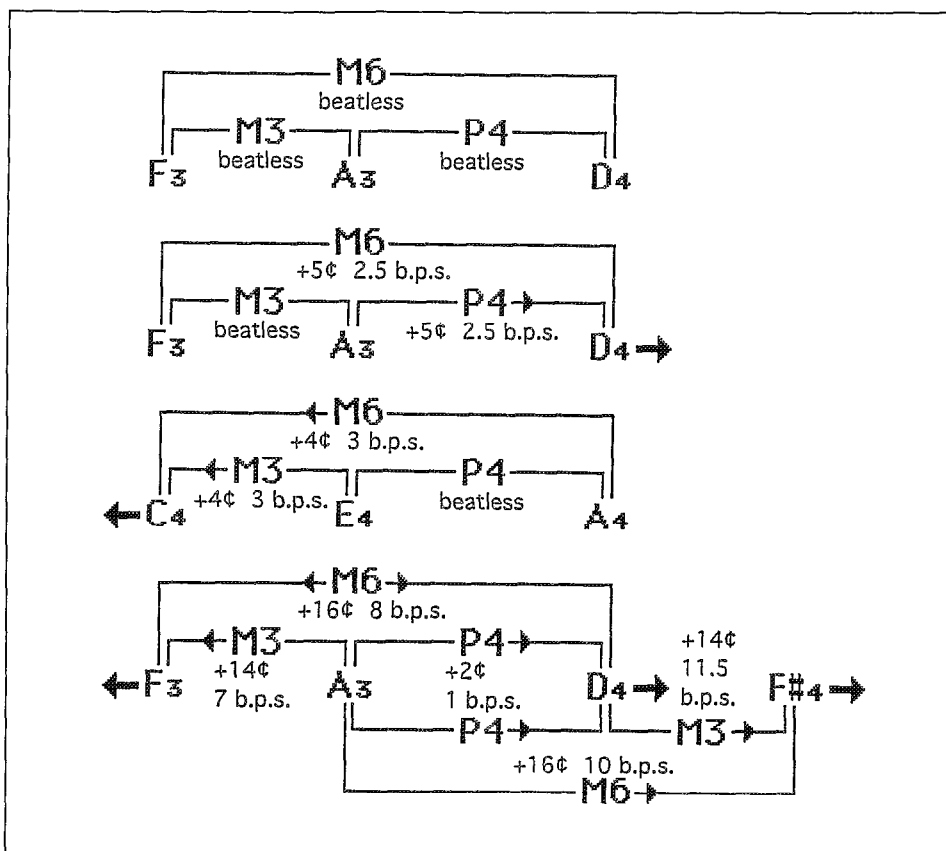 M6
beatless
M3 P4
beatless beatless
F3 A3 D4
M6
+5¢ 2.5 b.p.s.
M3 P4
beatless +5¢ 2.5 b.p.s.
F3 A3 D4
M6
+4¢ 3 b.p.s.
M3 P4
+4¢ 3 b.p.s. beatless
C4 E4 A4
M6
+16¢ 8 b.p.s.
M3 P4 +14¢
+14¢ +2¢ 11.5
F3 A3 D4 b.p.s. F#4
7 b.p.s. 1 b.p.s.
P4 M3
+16¢ 10 b.p.s.
M6